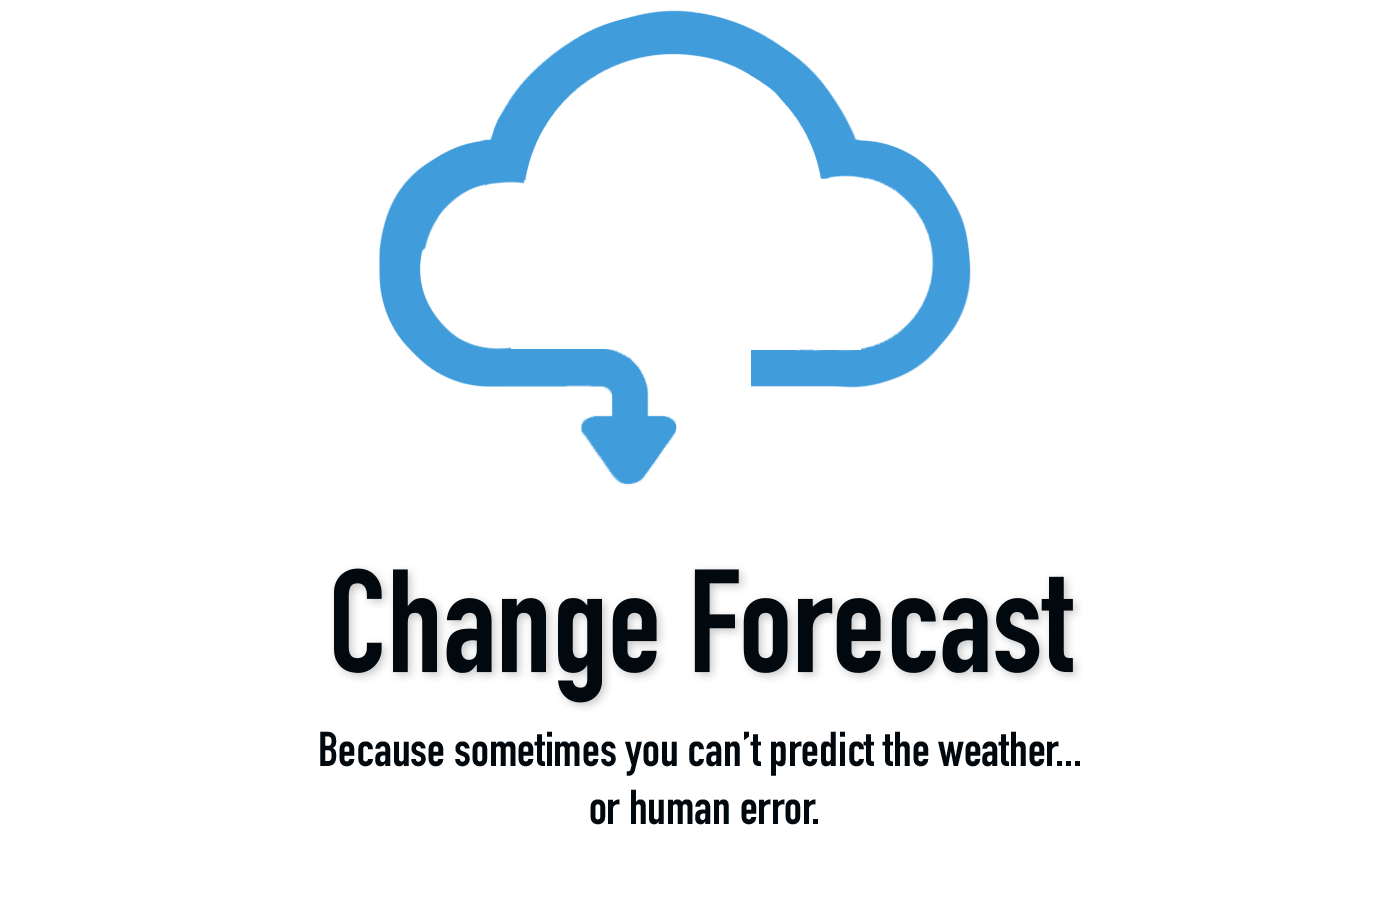 Change Forecast
Because sometimes you can’t predict the weather...
or human error.